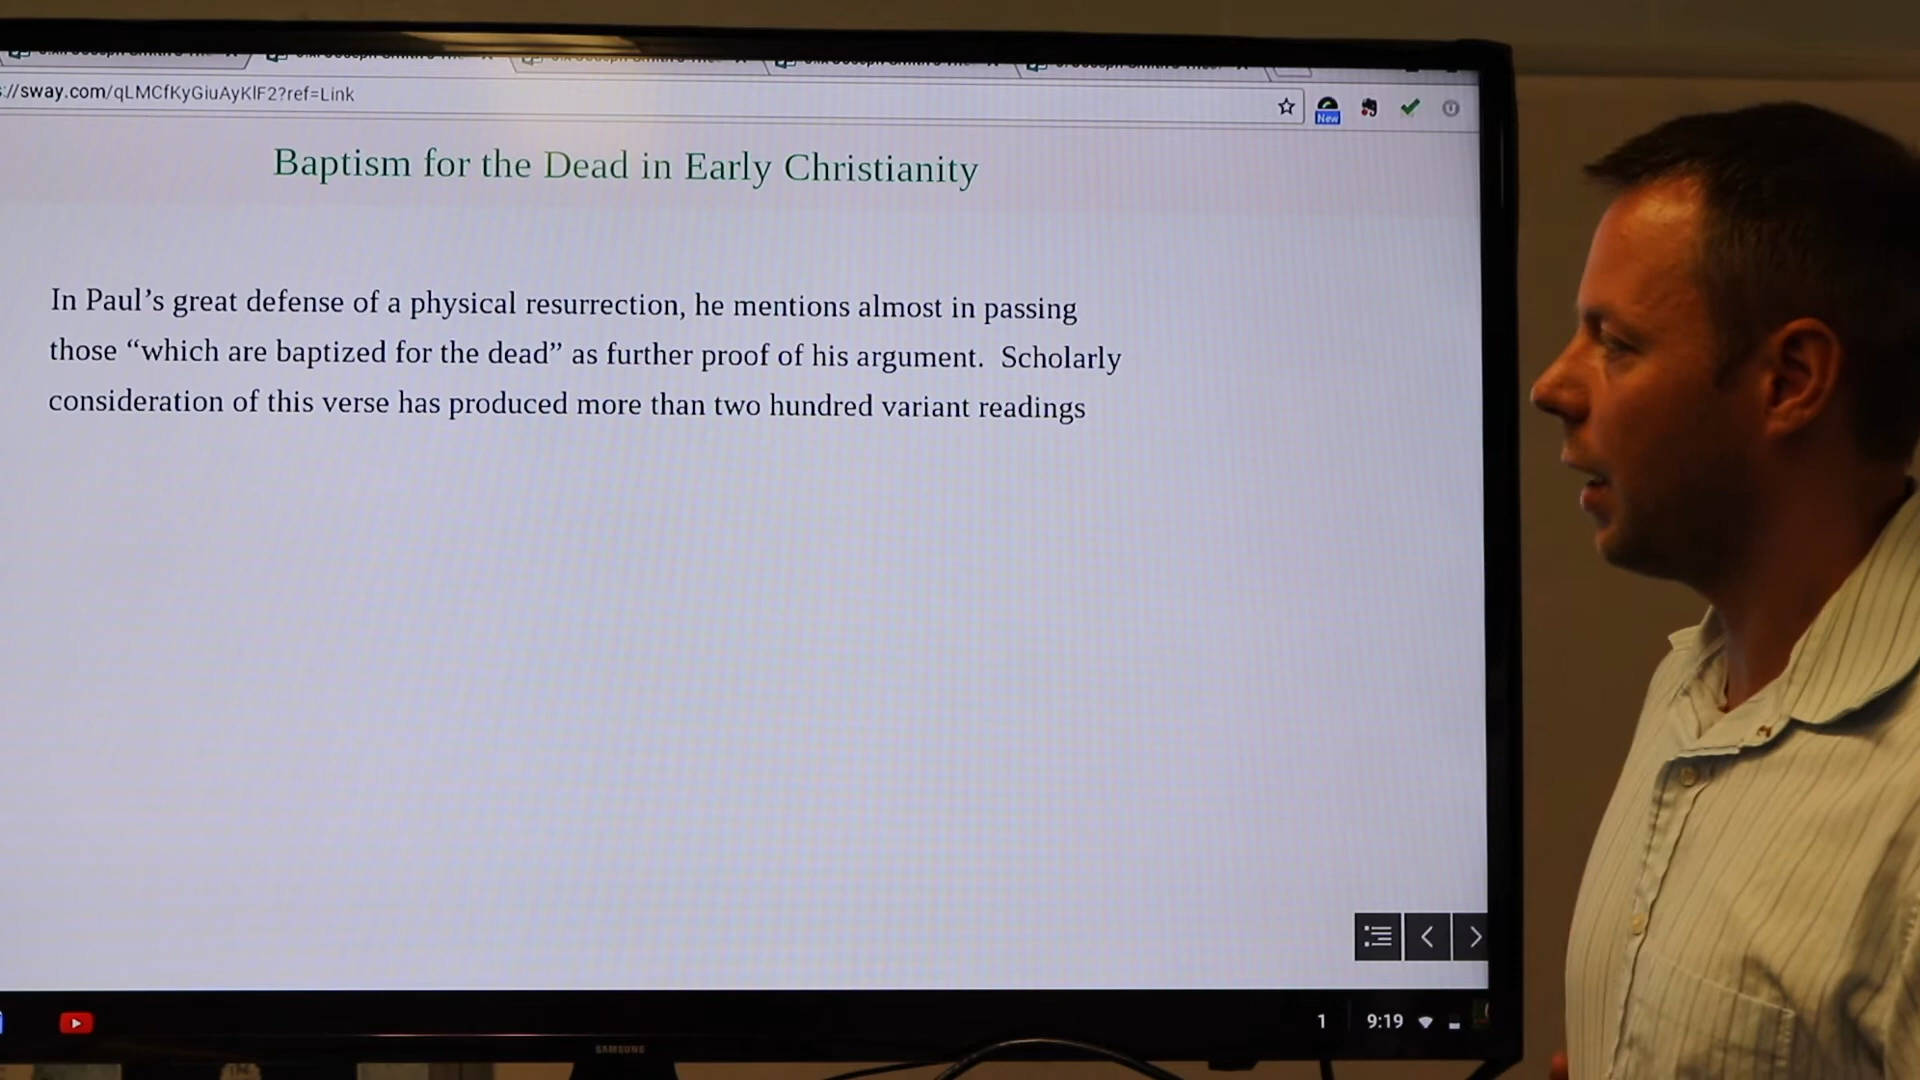 ://sway.com/qLMCfKyGiuAyKlF2?ref=Link
New
Baptism for the Dead in Early Christianity
In Paul’s great defense of a physical resurrection, he mentions almost in passing
those “which are baptized for the dead” as further proof of his argument.  Scholarly
consideration of this verse has produced more than two hundred variant readings
1
9:19
SAMSUNG